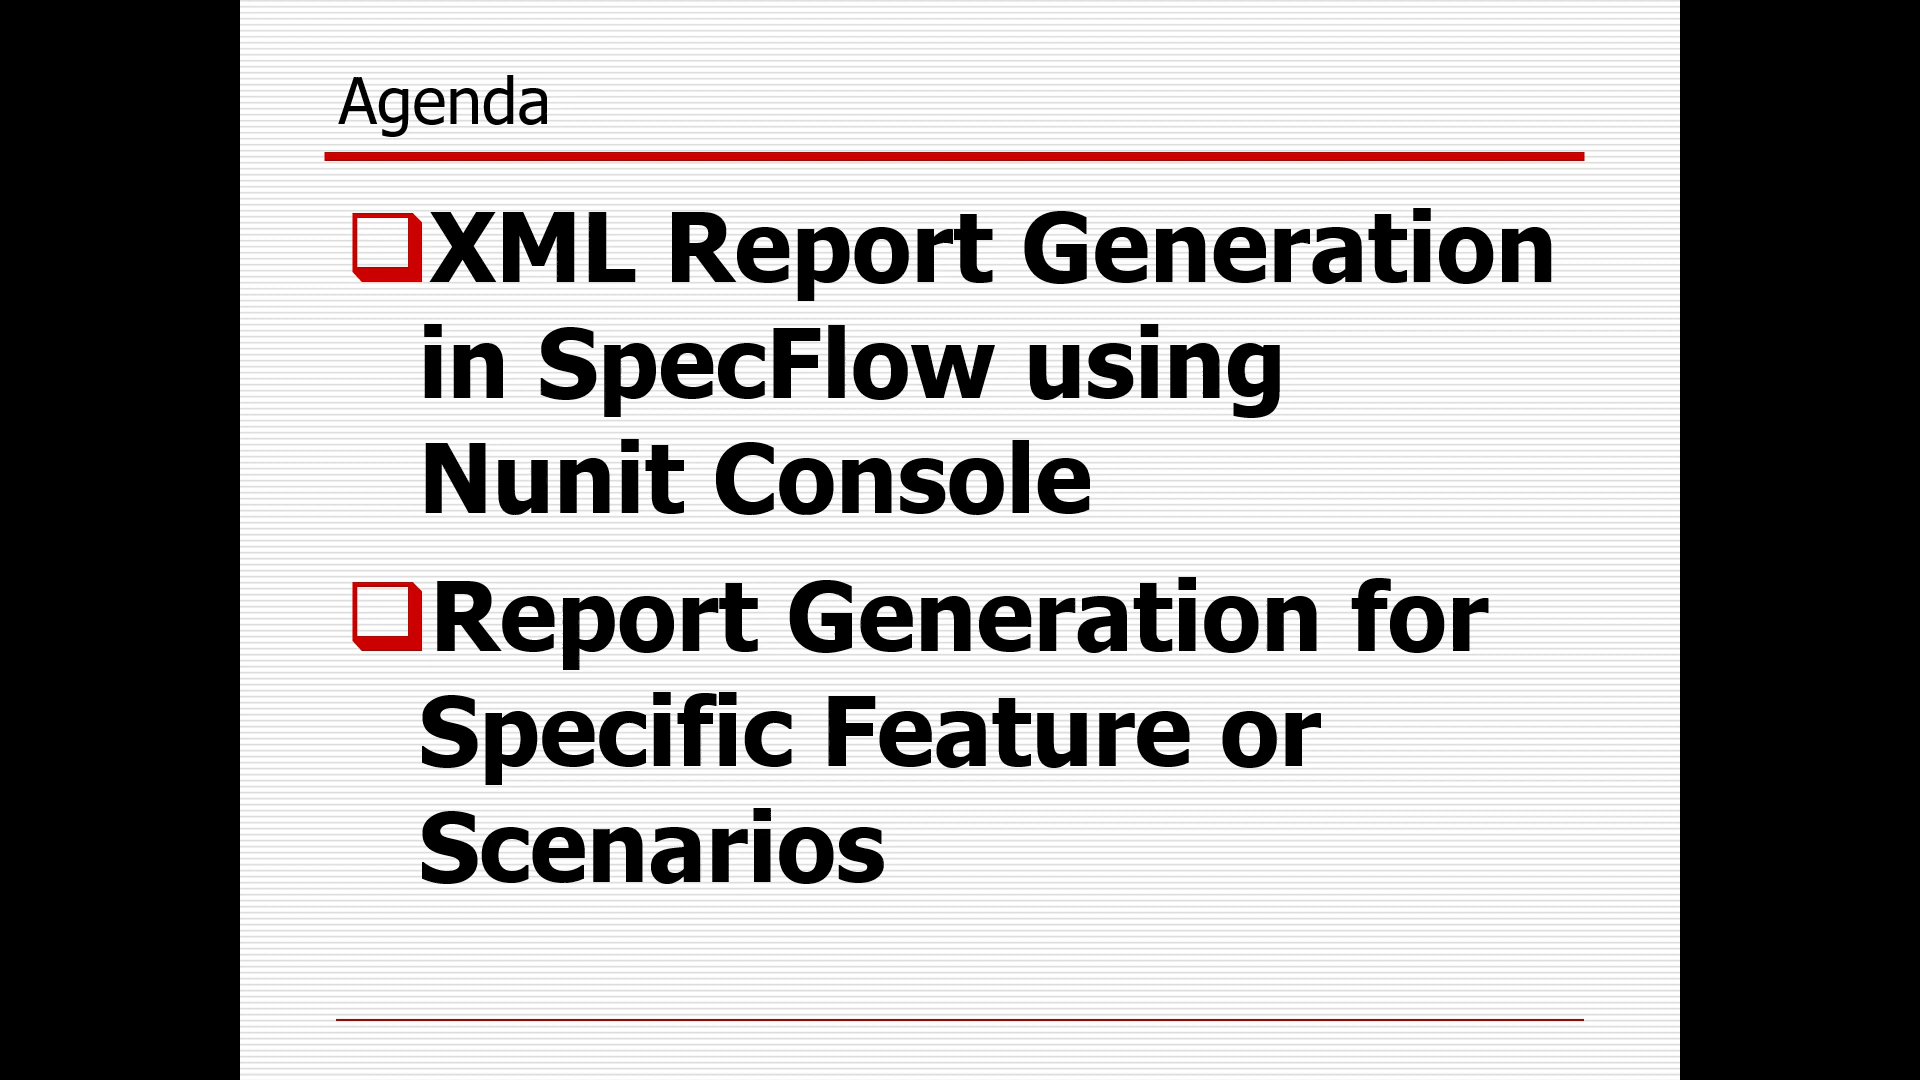 Agenda
XML Report Generation
in SpecFlow using
Nunit Console
Report Generation for
Specific Feature or
Scenarios